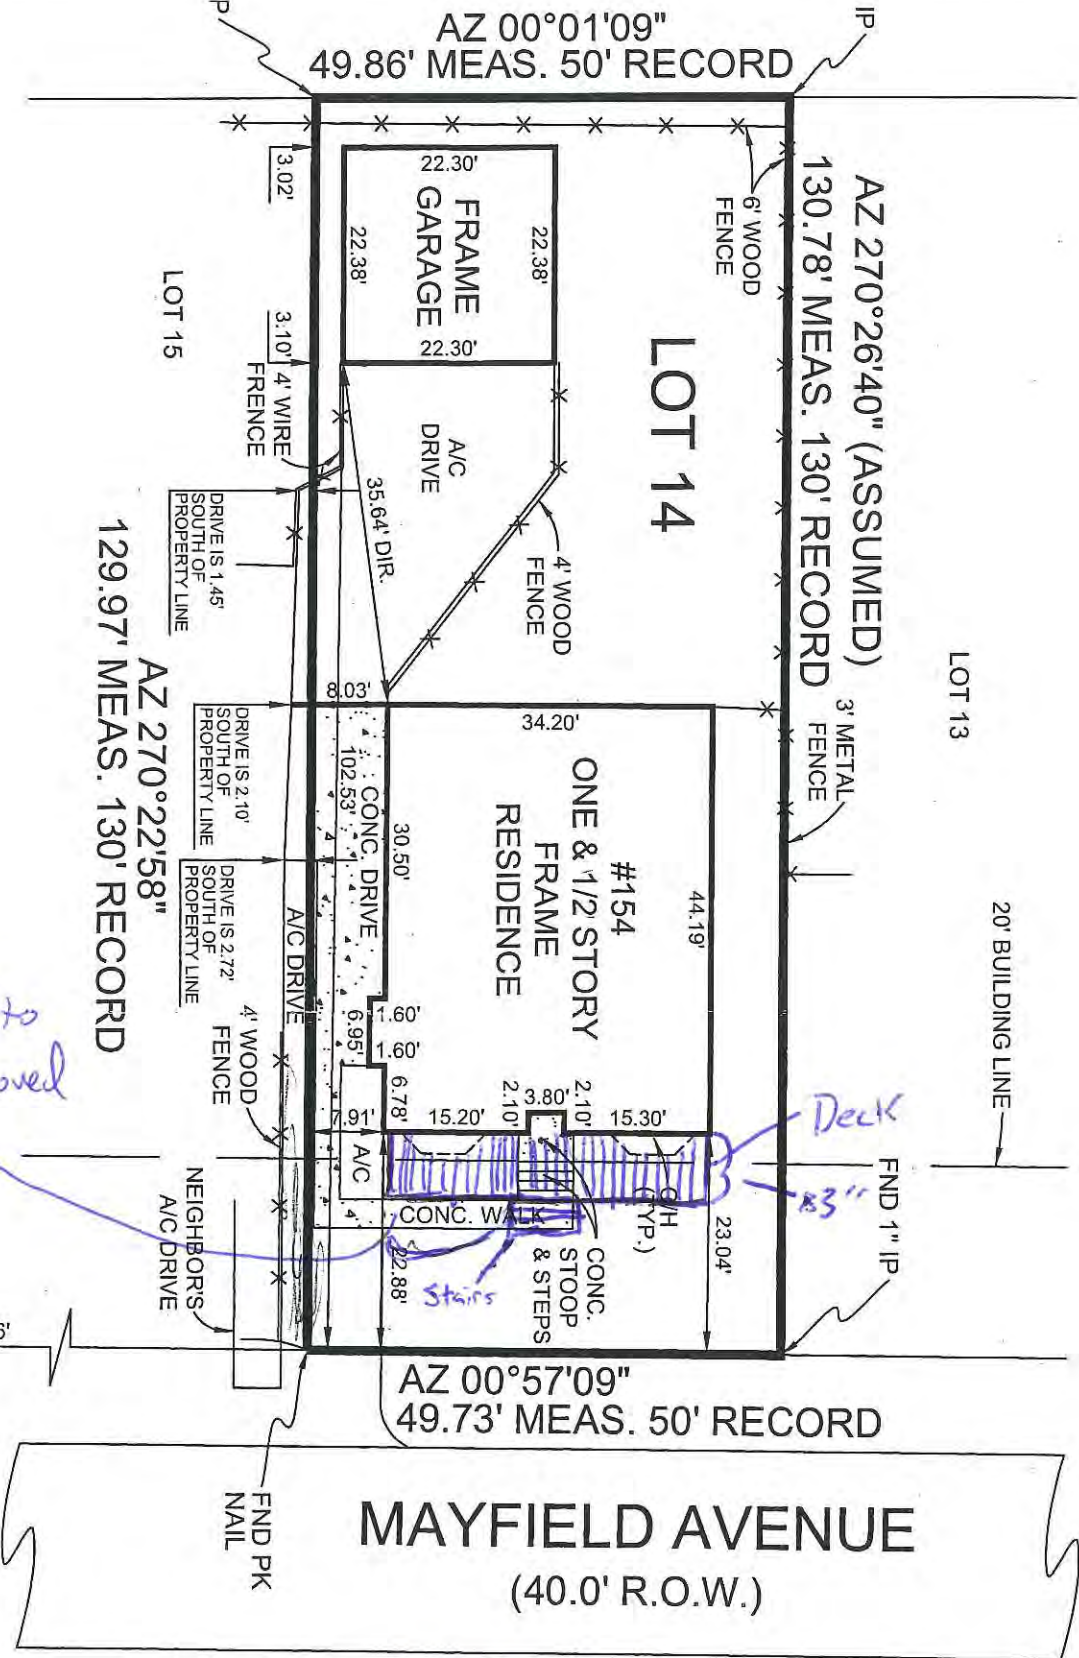 IP
P
AZ 00°01'09"
49.86' MEAS. 50' RECORD
AZ 270°26'40" (ASSUMED)
130.78' MEAS. 130' RECORD
LOT 13
6' WOOD
FENCE
3' METAL
FENCE
20' BUILDING LINE
22.30'
22.38'
FRAME
GARAGE
22.38'
22.30'
3.02'
3.10'
LOT 15
LOT 14
4' WIRE
FRENCE
A/C
DRIVE
35.64' DIR.
4' WOOD
FENCE
DRIVE IS 1.45'
SOUTH OF
PROPERTY LINE
AZ 270°22'58"
129.97' MEAS. 130' RECORD
8.03'
34.20'
#154
ONE & 1/2 STORY
FRAME
RESIDENCE
44.19'
30.50'
CONC. DRIVE
102.53'
DRIVE IS 2.10'
SOUTH OF
PROPERTY LINE
DRIVE IS 2.72'
SOUTH OF
PROPERTY LINE
A/C DRIVE
4' WOOD
FENCE
1.60'
6.95'
1.60'
6.78'
7.91'
15.20'
2.10'
3.80'
2.10'
15.30'
A/C
O/H
(TYP.)
CONC. WALK
CONC.
STOOP
& STEPS
22.88'
23.04'
Deck
Stairs
to
FND 1" IP
NEIGHBOR'S
A/C DRIVE
6'
AZ 00°57'09"
49.73' MEAS. 50' RECORD
FND PK
NAIL
MAYFIELD AVENUE
(40.0' R.O.W.)